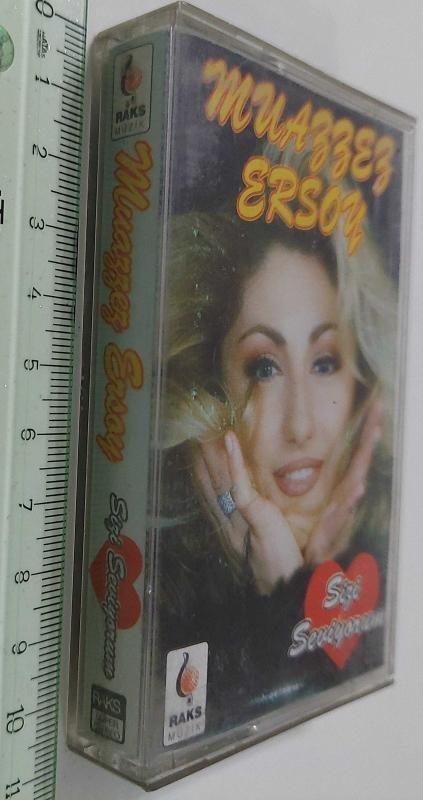 0
1
2
3
4
5
6
7
8
9
10
11
RAKS
MÜZİK
Muazzez Ersoy
Sizi Seviyorum
RAKS
MUAZZEZ
ERSOY
Sizi
Seviyorum
RAKS
MÜZİK